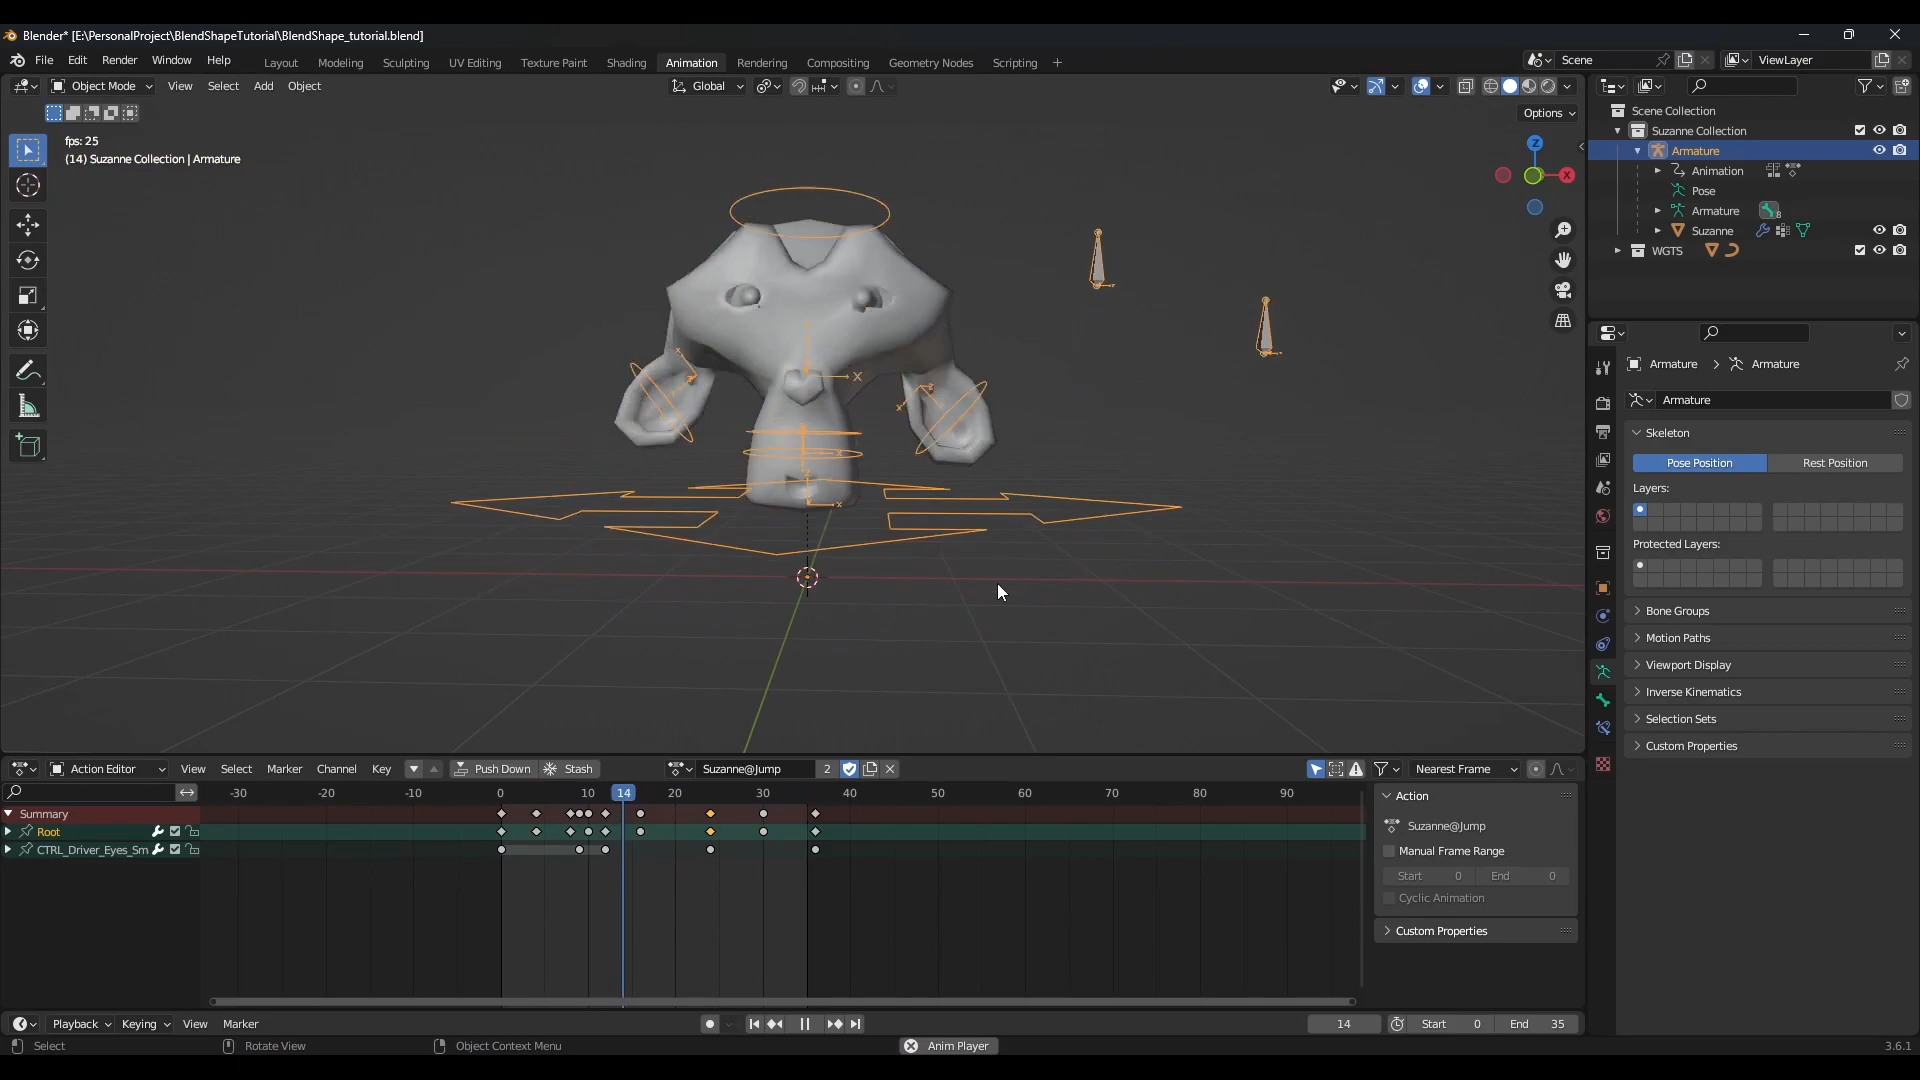 Blender* [E:\PersonalProject\BlendShapeTutorial\BlendShape_tutorial.blend]
File Edit Render Window Help Layout Modeling Sculpting UV Editing Texture Paint Shading Animation Rendering Compositing Geometry Nodes Scripting + Scene ViewLayer
Object Mode View Select Add Object Global
Options
fps: 25
(14) Suzanne Collection | Armature
Z
X
X
x
x
x
x
x
z
Scene Collection
Suzanne Collection
Armature
Animation
Pose
Armature 8
Suzanne
WGTS
Armature > Armature
Armature
Skeleton
Pose Position Rest Position
Layers:
Protected Layers:
Bone Groups
Motion Paths
Viewport Display
Inverse Kinematics
Selection Sets
Custom Properties
Action Editor View Select Marker Channel Key Push Down Stash Suzanne@Jump 2 Nearest Frame
-30 -20 -10 0 10 14 20 30 40 50 60 70 80 90
Summary
Root
CTRL_Driver_Eyes_Sm
Action
Suzanne@Jump
Manual Frame Range
Start 0 End 0
Cyclic Animation
Custom Properties
Playback Keying View Marker 14 Start 0 End 35
Select Rotate View Object Context Menu Anim Player 3.6.1